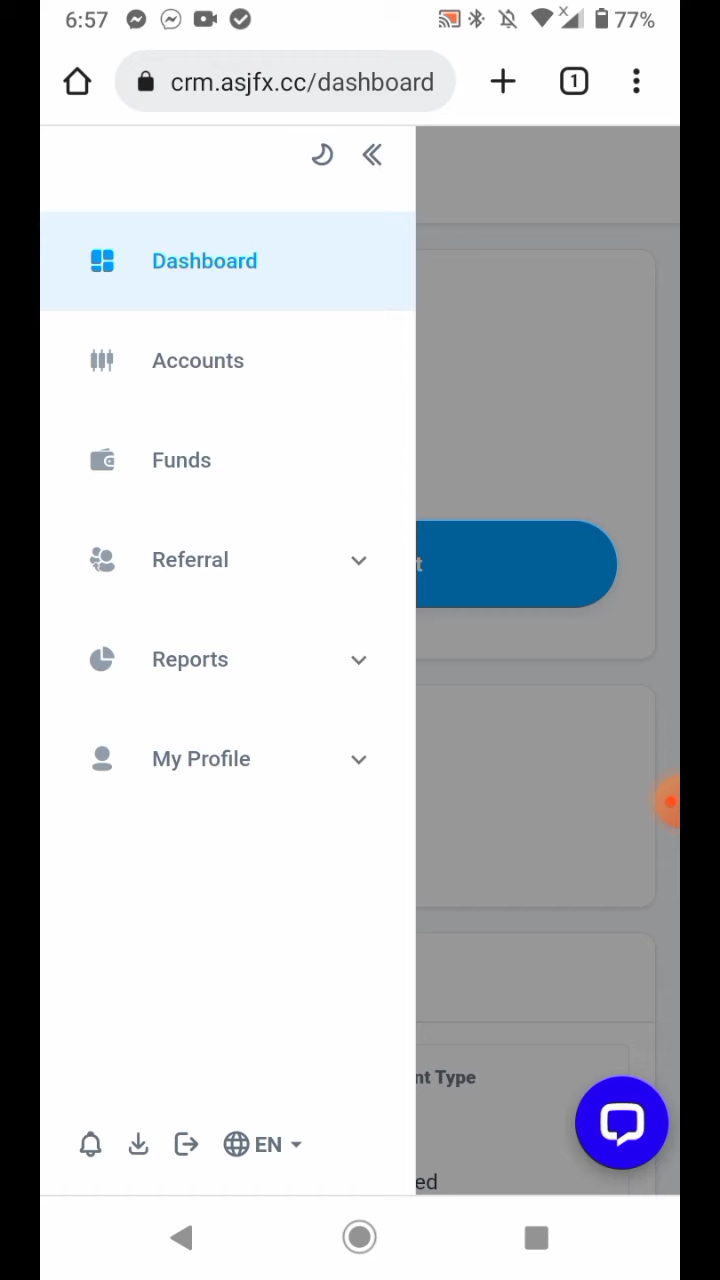 6:57
77%
crm.asjfx.cc/dashboard
1
Dashboard
Accounts
Funds
Referral
t
Reports
My Profile
nt Type
EN
ed